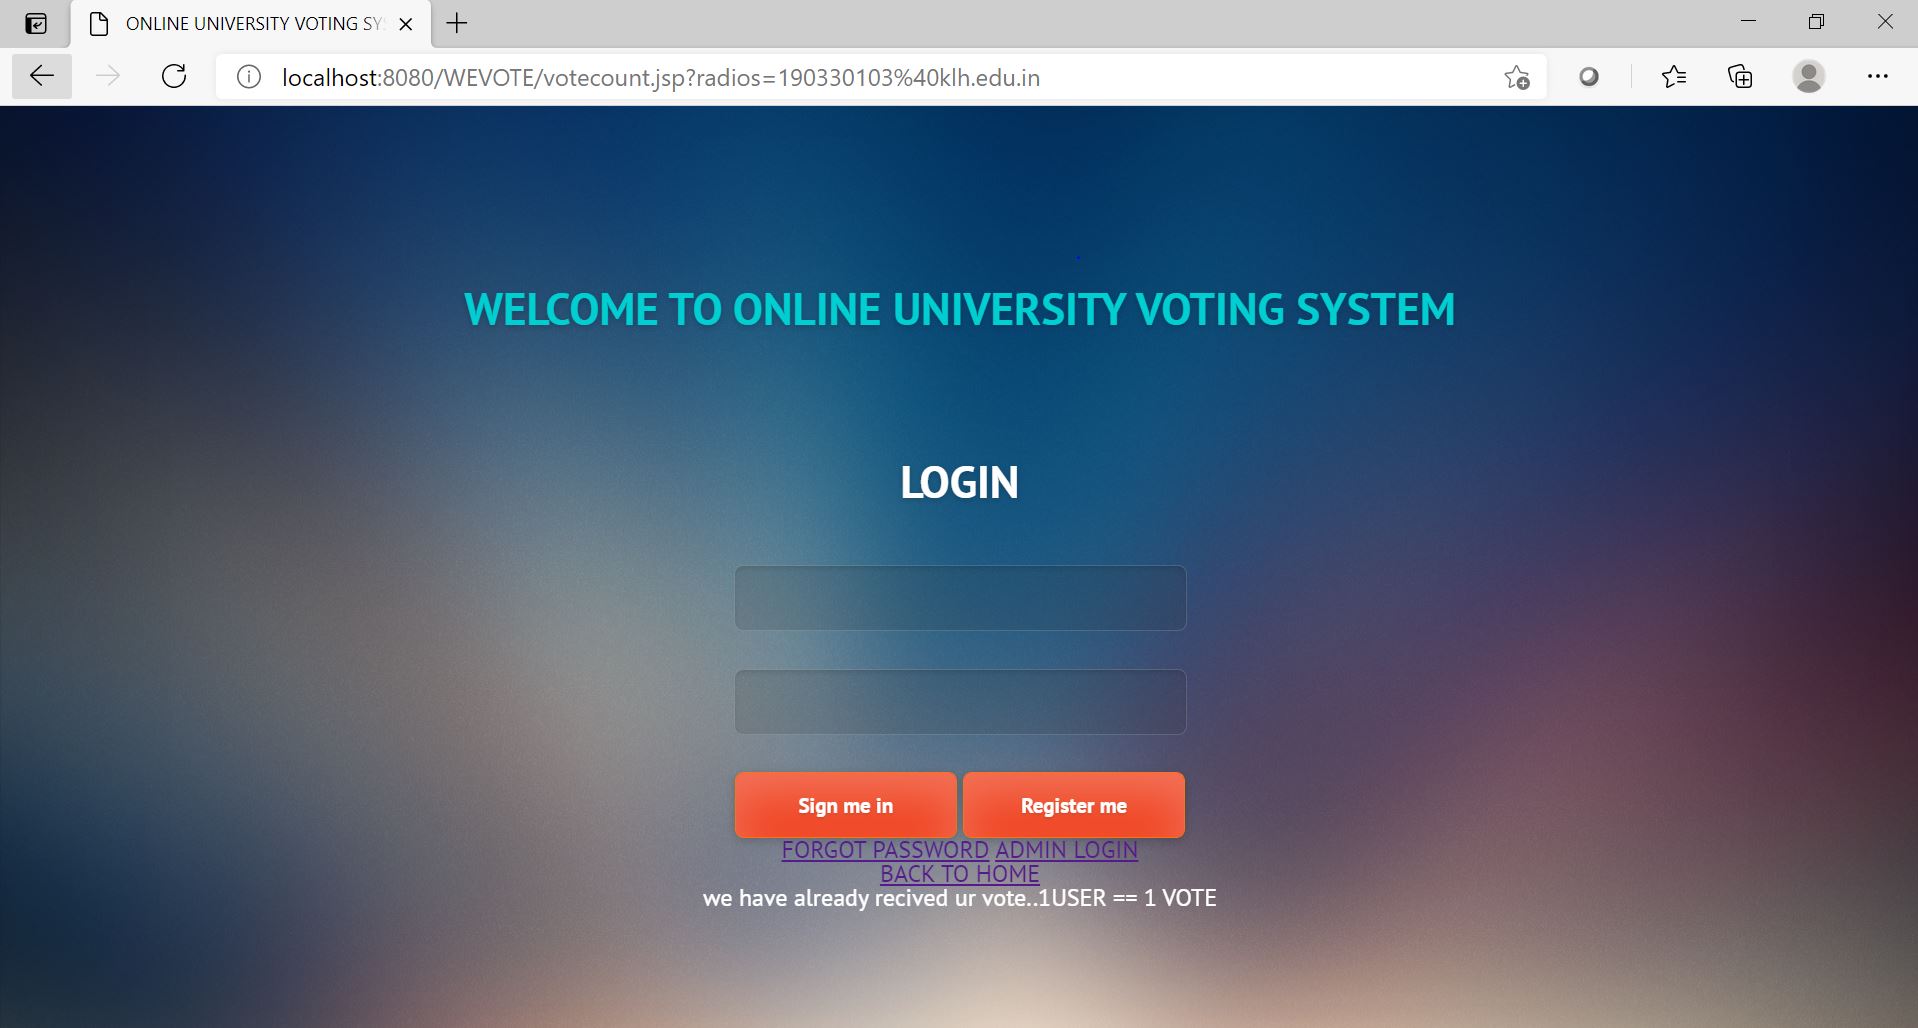 ONLINE UNIVERSITY VOTING SYS
localhost:8080/WEVOTE/votecount.jsp?radios=190330103%40klh.edu.in
WELCOME TO ONLINE UNIVERSITY VOTING SYSTEM
LOGIN
Sign me in Register me
FORGOT PASSWORD ADMIN LOGIN
BACK TO HOME
we have already recived ur vote..1USER == 1 VOTE